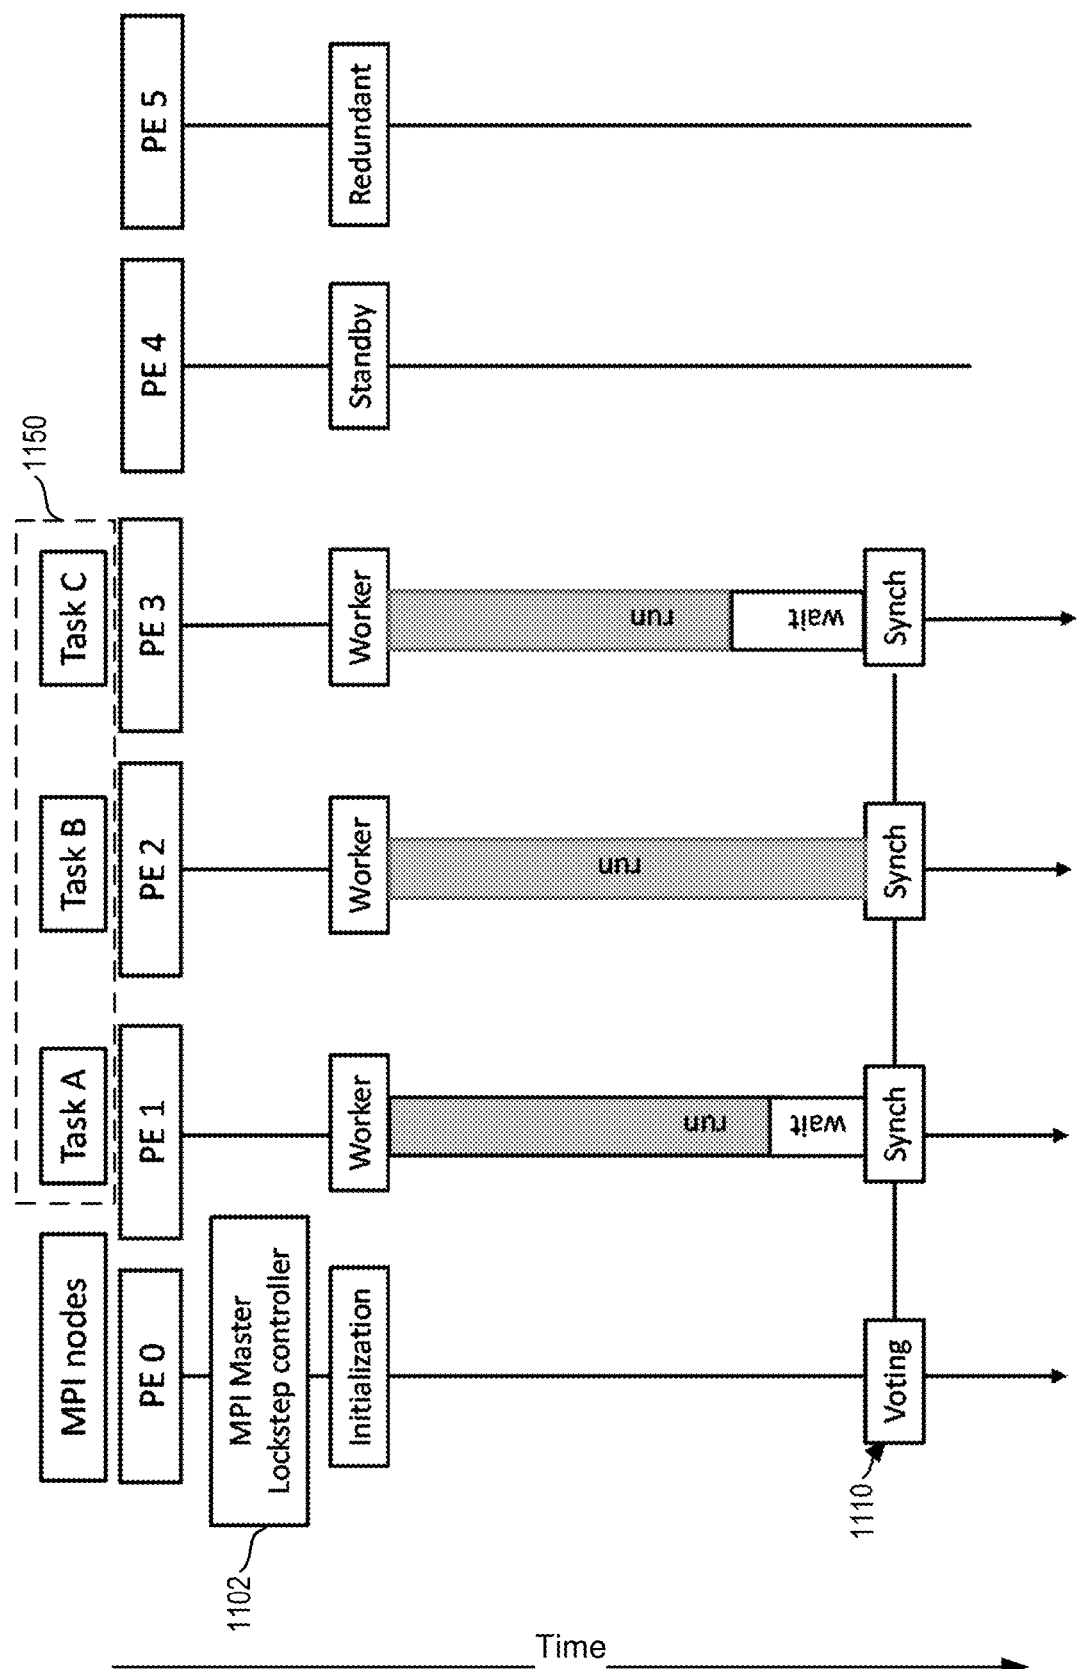 MPI nodes
Task A
Task B
Task C
1150
PE 0
PE 1
PE 2
PE 3
PE 4
PE 5
MPI Master
Lockstep controller
1102
Initialization
Worker
Worker
Worker
Standby
Redundant
run
run
run
wait
wait
Voting
Synch
Synch
Synch
1110
Time